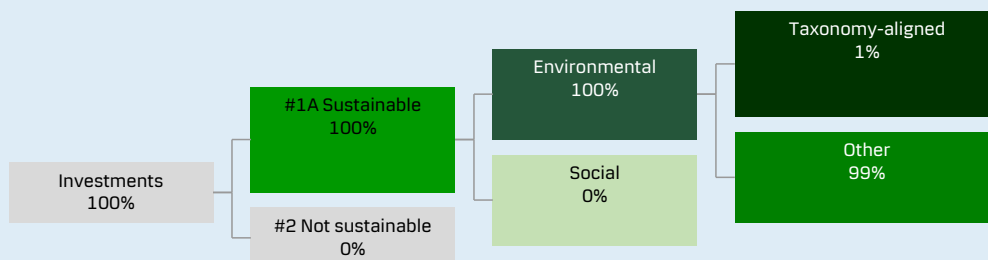 Investments
100%
#1A Sustainable
100%
#2 Not sustainable
0%
Environmental
100%
Social
0%
Taxonomy-aligned
1%
Other
99%